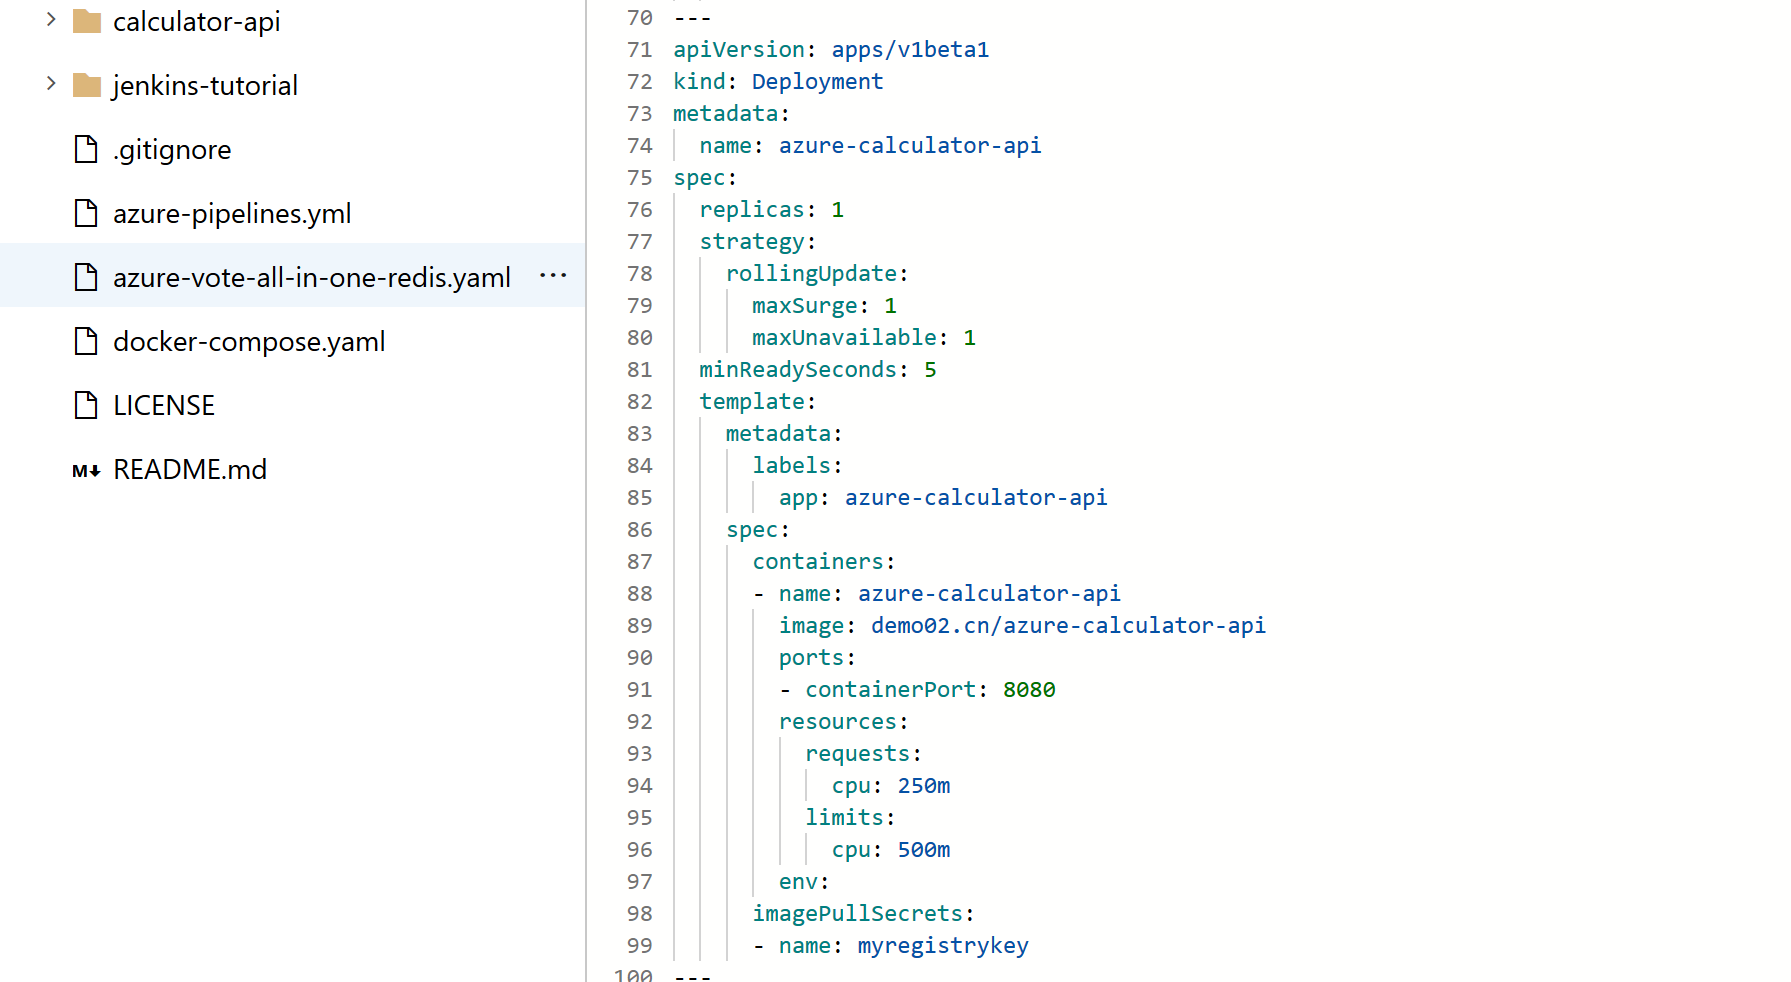 calculator-api
jenkins-tutorial
.gitignore
azure-pipelines.yml
azure-vote-all-in-one-redis.yaml ...
docker-compose.yaml
LICENSE
M README.md
70 ---
71 apiVersion: apps/v1beta1
72 kind: Deployment
73 metadata:
74   name: azure-calculator-api
75 spec:
76   replicas: 1
77   strategy:
78     rollingUpdate:
79       maxSurge: 1
80       maxUnavailable: 1
81   minReadySeconds: 5
82   template:
83     metadata:
84       labels:
85         app: azure-calculator-api
86     spec:
87       containers:
88       - name: azure-calculator-api
89         image: demo02.cn/azure-calculator-api
90         ports:
91         - containerPort: 8080
92         resources:
93           requests:
94             cpu: 250m
95           limits:
96             cpu: 500m
97         env:
98       imagePullSecrets:
99       - name: myregistrykey
100 ---